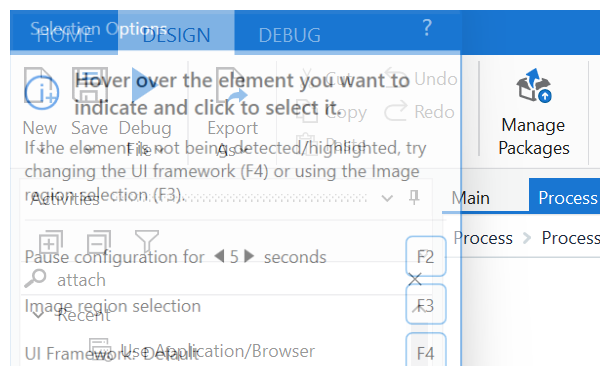 Selection Options
?
HOME DESIGN DEBUG
Hover over the element you want to
indicate and click to select it.
Cut Undo
Copy Redo
Paste
New Save Debug Export Manage
File As Packages
If the element is not being detected/highlighted, try
changing the UI framework (F4) or using the Image
region selection (F3).
Activities
Main Process
Process > Process
Pause configuration for 5 seconds F2
attach
Image region selection F3
Recent
Use Application/Browser
UI Framework: Default F4